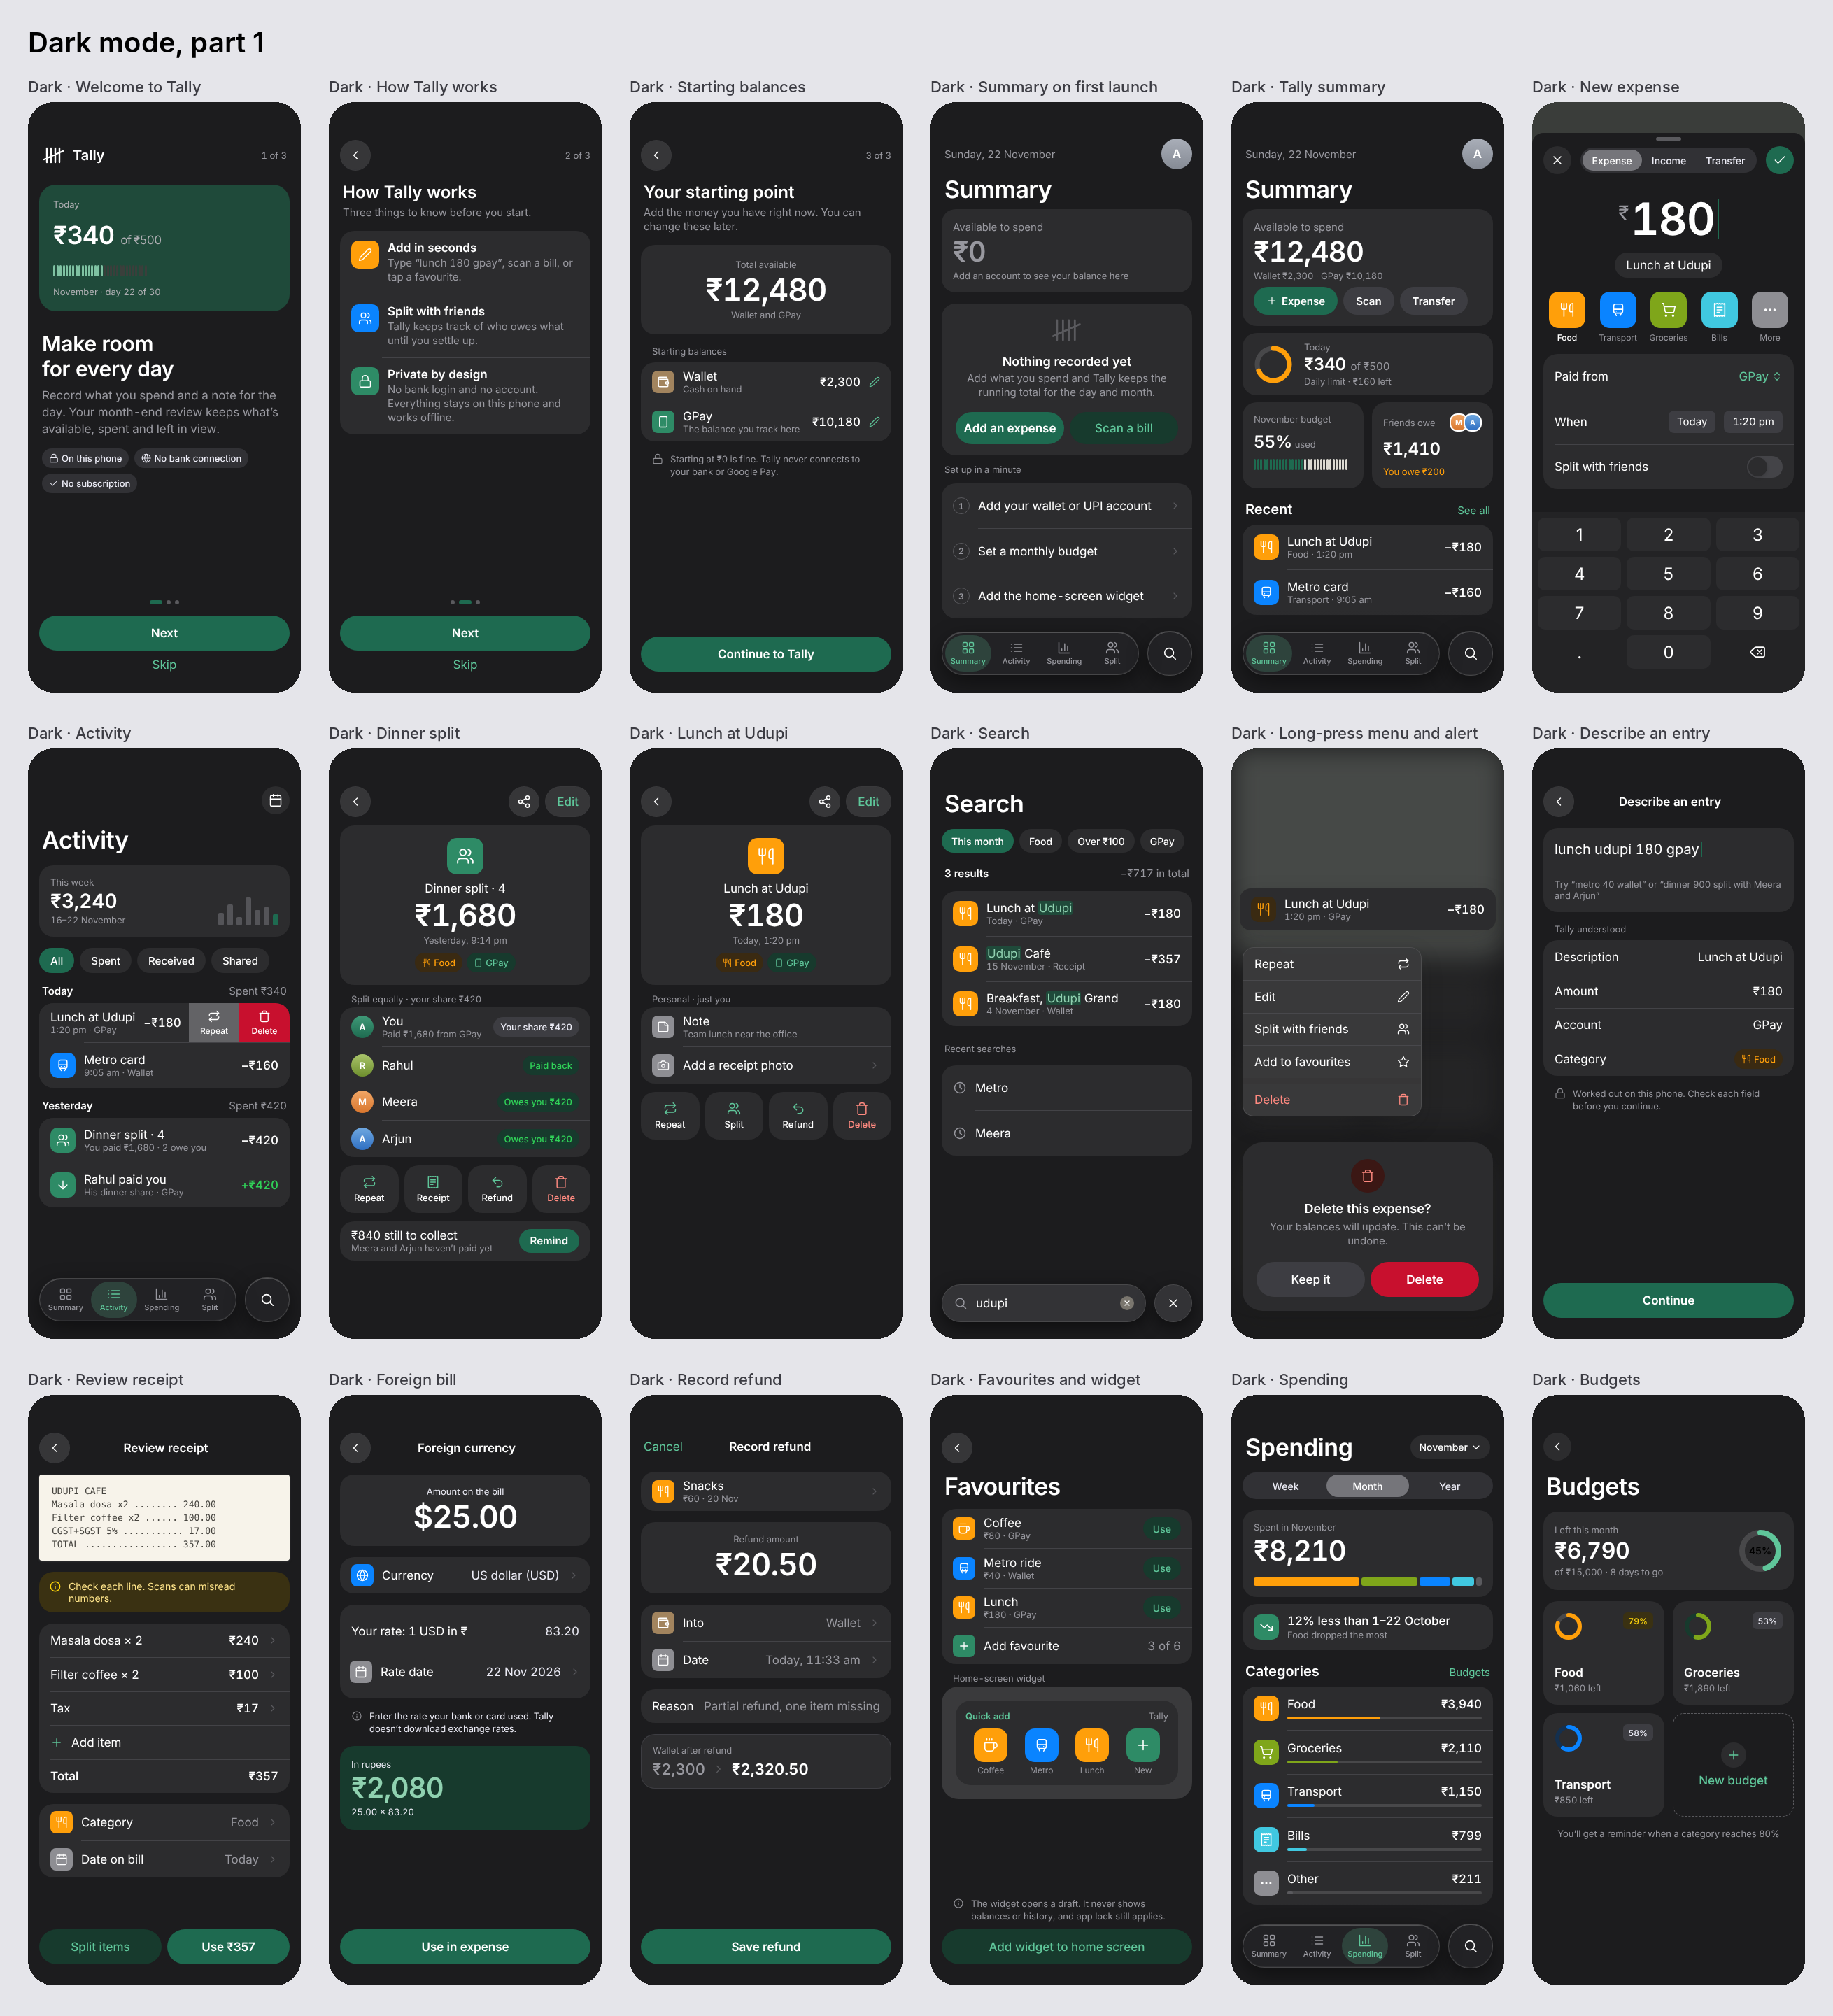 Dark mode, part 1
Dark · Welcome to Tally
Tally
1 of 3
Today
₹340 of ₹500
November · day 22 of 30
Make room
for every day
Record what you spend and a note for the
day. Your month-end review keeps what's
available, spent and left in view.
On this phone
No bank connection
No subscription
Next
Skip
Dark · How Tally works
2 of 3
How Tally works
Three things to know before you start.
Add in seconds
Type “lunch 180 gpay”, scan a bill, or
tap a favourite.
Split with friends
Tally keeps track of who owes what
until you settle up.
Private by design
No bank login and no account.
Everything stays on this phone and
works offline.
Next
Skip
Dark · Starting balances
3 of 3
Your starting point
Add the money you have right now. You can
change these later.
Total available
₹12,480
Wallet and GPay
Starting balances
Wallet
Cash on hand
₹2,300
GPay
The balance you track here
₹10,180
Starting at ₹0 is fine. Tally never connects to
your bank or Google Pay.
Continue to Tally
Dark · Summary on first launch
Sunday, 22 November
A
Summary
Available to spend
₹0
Add an account to see your balance here
Nothing recorded yet
Add what you spend and Tally keeps the
running total for the day and month.
Add an expense
Scan a bill
Set up in a minute
1 Add your wallet or UPI account
2 Set a monthly budget
3 Add the home-screen widget
Summary
Activity
Spending
Split
Dark · Tally summary
Sunday, 22 November
A
Summary
Available to spend
₹12,480
Wallet ₹2,300 · GPay ₹10,180
+ Expense
Scan
Transfer
Today
₹340 of ₹500
Daily limit · ₹160 left
November budget
55% used
Friends owe
M A
₹1,410
You owe ₹200
Recent
See all
Lunch at Udupi
Food · 1:20 pm
−₹180
Metro card
Transport · 9:05 am
−₹160
Summary
Activity
Spending
Split
Dark · New expense
Expense
Income
Transfer
₹180
Lunch at Udupi
Food
Transport
Groceries
Bills
More
Paid from
GPay
When
Today
1:20 pm
Split with friends
1 2 3
4 5 6
7 8 9
. 0
Dark · Activity
Activity
This week
₹3,240
16–22 November
All
Spent
Received
Shared
Today
Spent ₹340
Lunch at Udupi
1:20 pm · GPay
−₹180
Repeat
Delete
Metro card
9:05 am · Wallet
−₹160
Yesterday
Spent ₹420
Dinner split · 4
You paid ₹1,680 · 2 owe you
−₹420
Rahul paid you
His dinner share · GPay
+₹420
Summary
Activity
Spending
Split
Dark · Dinner split
Edit
Dinner split · 4
₹1,680
Yesterday, 9:14 pm
Food
GPay
Split equally · your share ₹420
A
You
Paid ₹1,680 from GPay
Your share ₹420
R
Rahul
Paid back
M
Meera
Owes you ₹420
A
Arjun
Owes you ₹420
Repeat
Receipt
Refund
Delete
₹840 still to collect
Meera and Arjun haven't paid yet
Remind
Dark · Lunch at Udupi
Edit
Lunch at Udupi
₹180
Today, 1:20 pm
Food
GPay
Personal · just you
Note
Team lunch near the office
Add a receipt photo
Repeat
Split
Refund
Delete
Dark · Search
Search
This month
Food
Over ₹100
GPay
3 results
−₹717 in total
Lunch at Udupi
Today · GPay
−₹180
Udupi Café
15 November · Receipt
−₹357
Breakfast, Udupi Grand
4 November · Wallet
−₹180
Recent searches
Metro
Meera
udupi
Dark · Long-press menu and alert
Lunch at Udupi
1:20 pm · GPay
−₹180
Repeat
Edit
Split with friends
Add to favourites
Delete
Delete this expense?
Your balances will update. This can't be
undone.
Keep it
Delete
Dark · Describe an entry
Describe an entry
lunch udupi 180 gpay
Try “metro 40 wallet” or “dinner 900 split with Meera
and Arjun”
Tally understood
Description
Lunch at Udupi
Amount
₹180
Account
GPay
Category
Food
Worked out on this phone. Check each field
before you continue.
Continue
Dark · Review receipt
Review receipt
UDUPI CAFE
Masala dosa x2 ........ 240.00
Filter coffee x2 ...... 100.00
CGST+SGST 5% ........... 17.00
TOTAL ................. 357.00
Check each line. Scans can misread
numbers.
Masala dosa × 2
₹240
Filter coffee × 2
₹100
Tax
₹17
+ Add item
Total
₹357
Category
Food
Date on bill
Today
Split items
Use ₹357
Dark · Foreign bill
Foreign currency
Amount on the bill
$25.00
Currency
US dollar (USD)
Your rate: 1 USD in ₹
83.20
Rate date
22 Nov 2026
Enter the rate your bank or card used. Tally
doesn't download exchange rates.
In rupees
₹2,080
25.00 × 83.20
Use in expense
Dark · Record refund
Cancel
Record refund
Snacks
₹60 · 20 Nov
Refund amount
₹20.50
Into
Wallet
Date
Today, 11:33 am
Reason
Partial refund, one item missing
Wallet after refund
₹2,300 > ₹2,320.50
Save refund
Dark · Favourites and widget
Favourites
Coffee
₹80 · GPay
Use
Metro ride
₹40 · Wallet
Use
Lunch
₹180 · GPay
Use
Add favourite
3 of 6
Home-screen widget
Quick add
Tally
Coffee
Metro
Lunch
New
The widget opens a draft. It never shows
balances or history, and app lock still applies.
Add widget to home screen
Dark · Spending
Spending
November
Week
Month
Year
Spent in November
₹8,210
12% less than 1–22 October
Food dropped the most
Categories
Budgets
Food
₹3,940
Groceries
₹2,110
Transport
₹1,150
Bills
₹799
Other
₹211
Summary
Activity
Spending
Split
Dark · Budgets
Budgets
Left this month
₹6,790
of ₹15,000 · 8 days to go
45%
79%
Food
₹1,060 left
53%
Groceries
₹1,890 left
58%
Transport
₹850 left
New budget
You'll get a reminder when a category reaches 80%